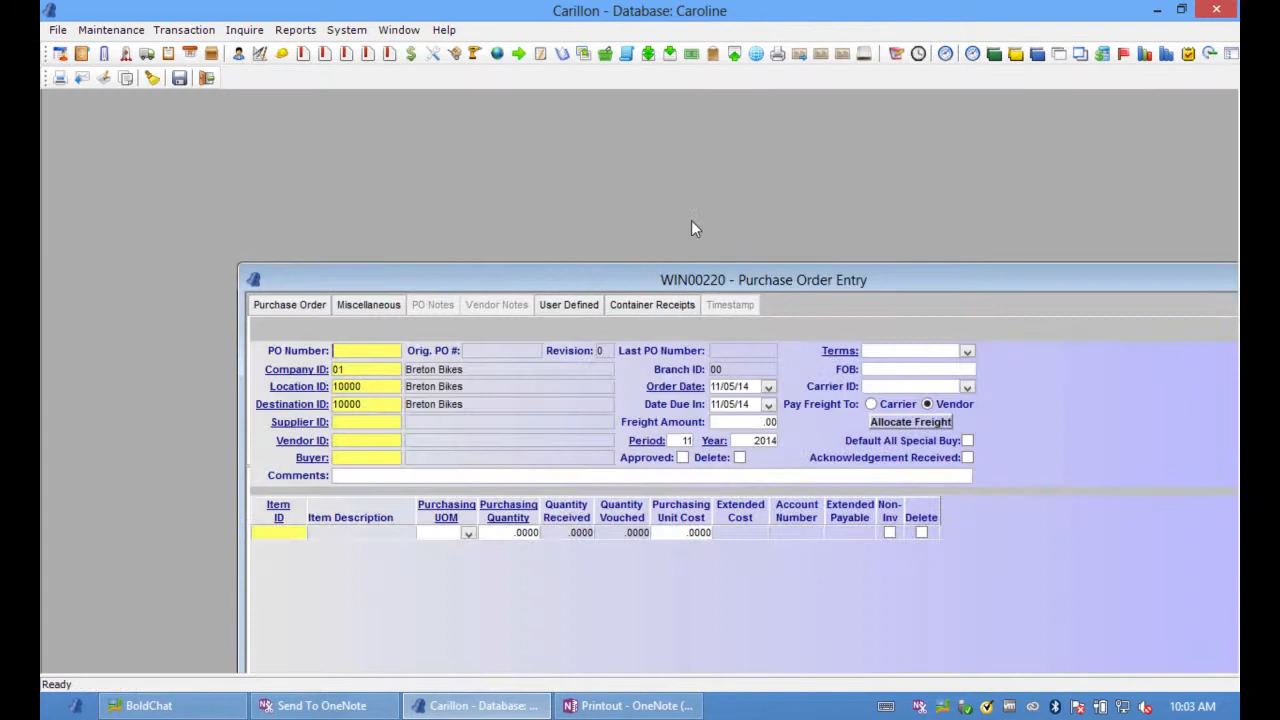 Carillon - Database: Caroline
File Maintenance Transaction Inquire Reports System Window Help
WIN00220 - Purchase Order Entry
Purchase Order Miscellaneous PO Notes Vendor Notes User Defined Container Receipts Timestamp
PO Number: Orig. PO #: Revision: 0 Last PO Number: Terms:
Company ID: 01 Breton Bikes Branch ID: 00 FOB:
Location ID: 10000 Breton Bikes Order Date: 11/05/14 Carrier ID:
Destination ID: 10000 Breton Bikes Date Due In: 11/05/14 Pay Freight To: Carrier Vendor
Supplier ID: Freight Amount: .00 Allocate Freight
Vendor ID: Period: 11 Year: 2014 Default All Special Buy:
Buyer: Approved: Delete: Acknowledgement Received:
Comments:
Item Purchasing Purchasing Quantity Quantity Purchasing Extended Account Extended Non-
ID Item Description UOM Quantity Received Vouched Unit Cost Cost Number Payable Inv Delete
.0000 .0000 .0000 .0000
Ready
BoldChat Send To OneNote Carillon - Database: ... Printout - OneNote (... 10:03 AM